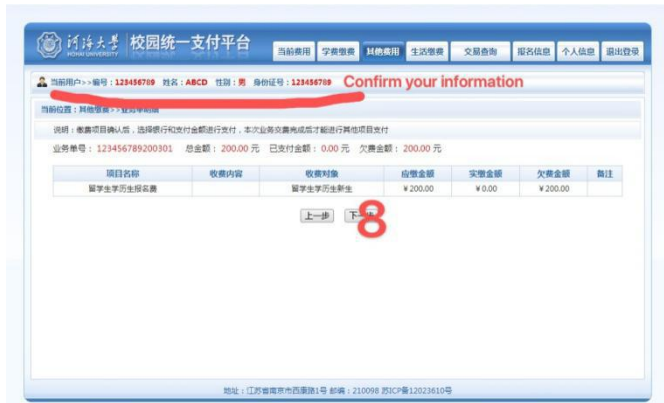 河海大學 校园统一支付平台
HOHAI UNIVERSITY
当前费用 学费缴费 其他费用 生活缴费 交易查询 报名信息 个人信息 退出登录
当前用户>>编号：123456789 姓名：ABCD 性别：男 身份证号：123456789 Confirm your information
当前位置：其他缴费>>业务单明细
说明：缴费项目确认后，选择银行和支付金额进行支付，本次业务交费完成后才能进行其他项目支付
业务单号：123456789200301 总金额：200.00 元 已支付金额：0.00 元 欠费金额：200.00 元
项目名称 收费内容 收费对象 应缴金额 实缴金额 欠费金额 备注
留学生学历生报名费 留学生学历生新生 ¥200.00 ¥0.00 ¥200.00
上一步 下一步
8
地址：江苏省南京市西康路1号 邮编：210098 苏ICP备12023610号